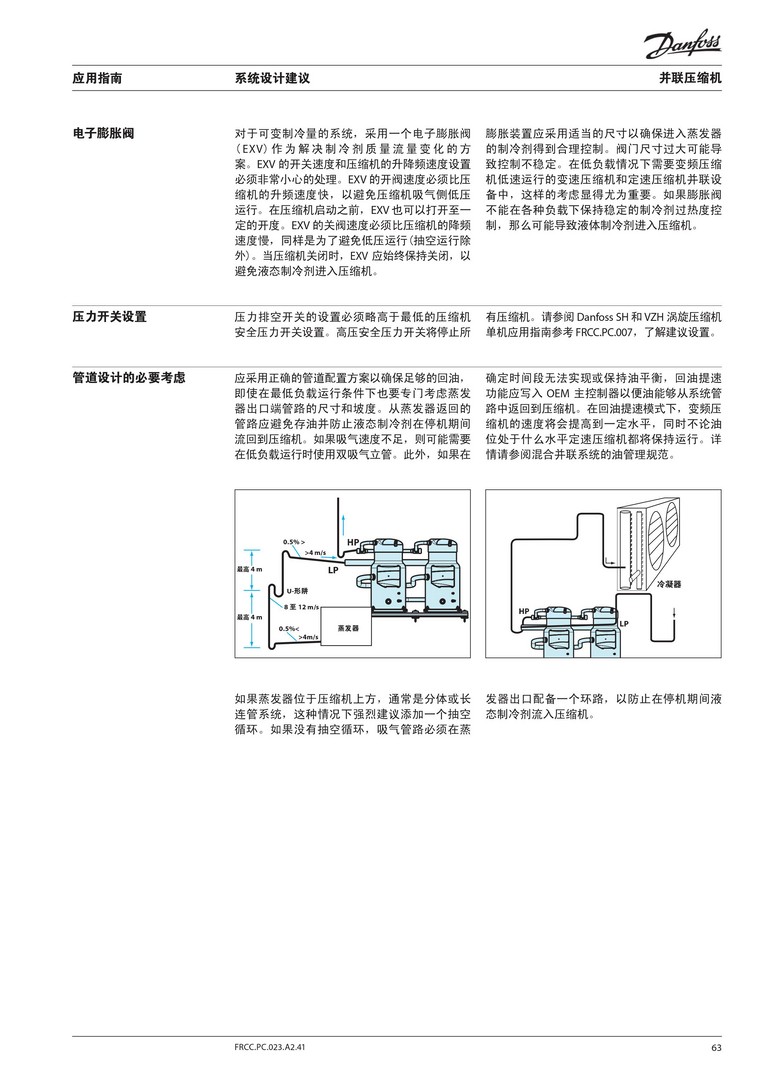 Danfoss
应用指南
系统设计建议
并联压缩机
电子膨胀阀
对于可变制冷量的系统，采用一个电子膨胀阀
（EXV）作为解决制冷剂质量流量变化的方
案。EXV 的开关速度和压缩机的升降频速度设置
必须非常小心的处理。EXV 的开阀速度必须比压
缩机的升频速度快，以避免压缩机吸气侧低压
运行。在压缩机启动之前，EXV 也可以打开至一
定的开度。EXV 的关阀速度必须比压缩机的降频
速度慢，同样是为了避免低压运行(抽空运行除
外)。当压缩机关闭时，EXV 应始终保持关闭，以
避免液态制冷剂进入压缩机。
膨胀装置应采用适当的尺寸以确保进入蒸发器
的制冷剂得到合理控制。阀门尺寸过大可能导
致控制不稳定。在低负载情况下需要变频压缩
机低速运行的变速压缩机和定速压缩机并联设
备中，这样的考虑显得尤为重要。如果膨胀阀
不能在各种负载下保持稳定的制冷剂过热度控
制，那么可能导致液体制冷剂进入压缩机。
压力开关设置
压力排空开关的设置必须略高于最低的压缩机
安全压力开关设置。高压安全压力开关将停止所
有压缩机。请参阅 Danfoss SH 和 VZH 涡旋压缩机
单机应用指南参考 FRCC.PC.007，了解建议设置。
管道设计的必要考虑
应采用正确的管道配置方案以确保足够的回油，
即使在最低负载运行条件下也要专门考虑蒸发
器出口端管路的尺寸和坡度。从蒸发器返回的
管路应避免存油并防止液态制冷剂在停机期间
流回到压缩机。如果吸气速度不足，则可能需要
在低负载运行时使用双吸气立管。此外，如果在
确定时间段无法实现或保持油平衡，回油提速
功能应写入 OEM 主控制器以便油能够从系统管
路中返回到压缩机。在回油提速模式下，变频压
缩机的速度将会提高到一定水平，同时不论油
位处于什么水平定速压缩机都将保持运行。详
情请参阅混合并联系统的油管理规范。
0.5% >
>4 m/s
HP
LP
最高 4 m
U-形阱
8 至 12 m/s
最高 4 m
0.5%<
>4m/s
蒸发器
冷凝器
HP
LP
如果蒸发器位于压缩机上方，通常是分体或长
连管系统，这种情况下强烈建议添加一个抽空
循环。如果没有抽空循环，吸气管路必须在蒸
发器出口配备一个环路，以防止在停机期间液
态制冷剂流入压缩机。
FRCC.PC.023.A2.41
63